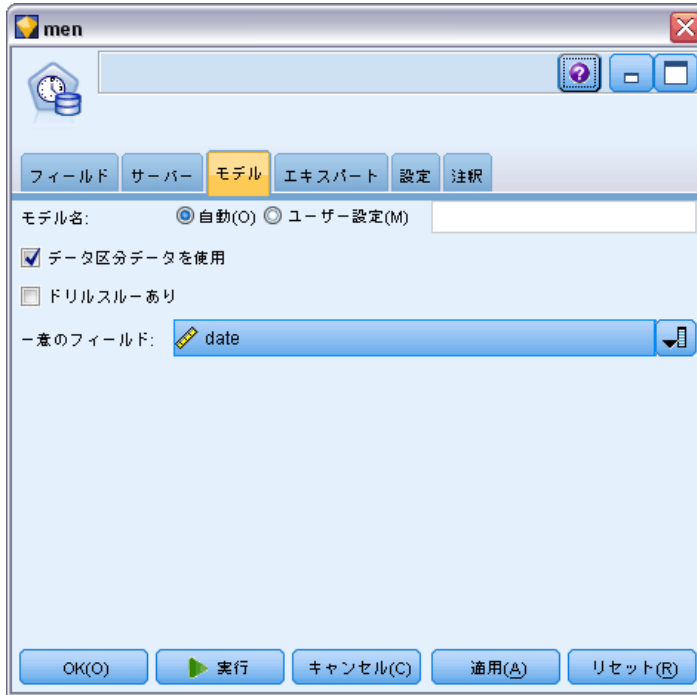 men
フィールド サーバー モデル エキスパート 設定 注釈
モデル名: 自動(O) ユーザー設定(M)
データ区分データを使用
ドリルスルーあり
一意のフィールド: date
OK(O) 実行 キャンセル(C) 適用(A) リセット(R)